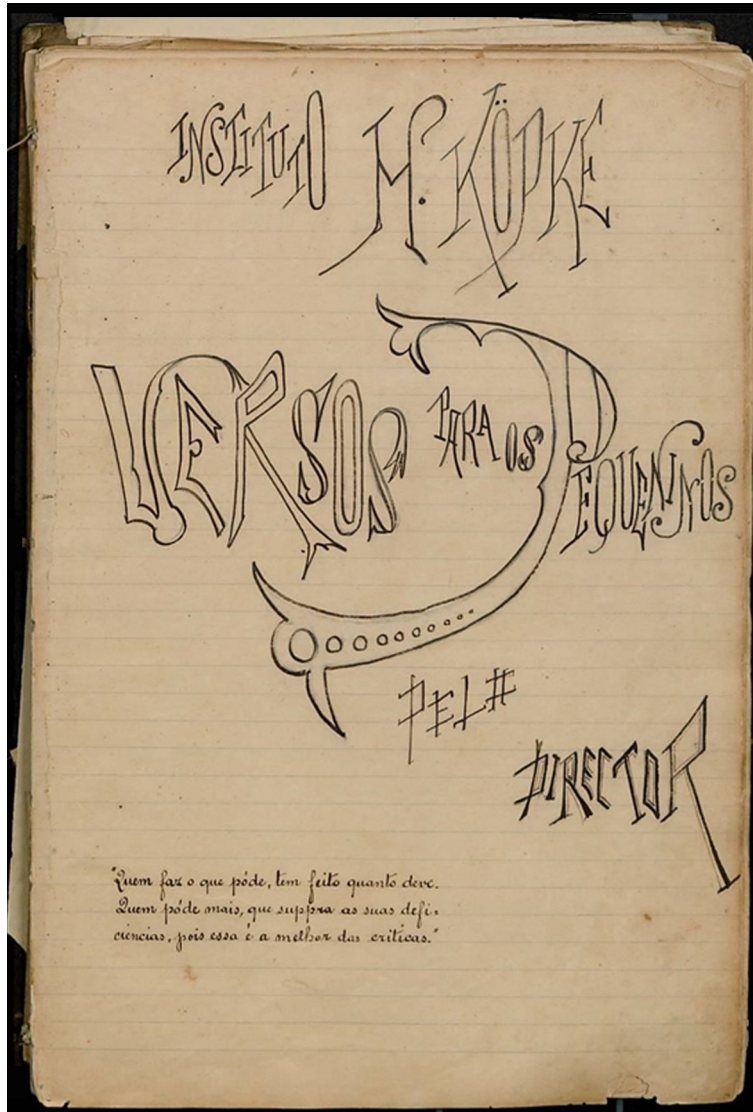 INSTITUTO H. KÖPKE
VERSOS PARA OS PEQUENINOS
PELO
DIRECTOR
"Quem faz o que póde, tem feito quanto deve.
Quem póde mais, que suppra as suas defi-
ciencias, pois essa é a melhor das criticas."